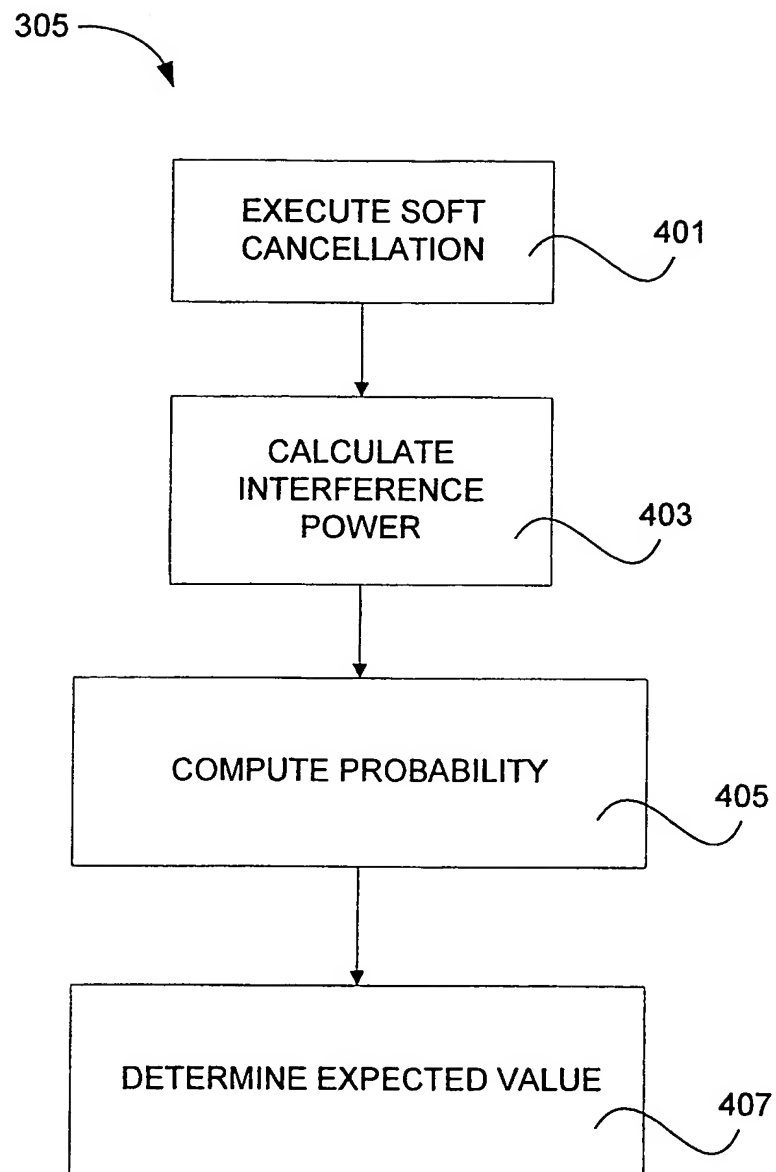 305
EXECUTE SOFT
CANCELLATION
401
CALCULATE
INTERFERENCE
POWER
403
COMPUTE PROBABILITY
405
DETERMINE EXPECTED VALUE
407